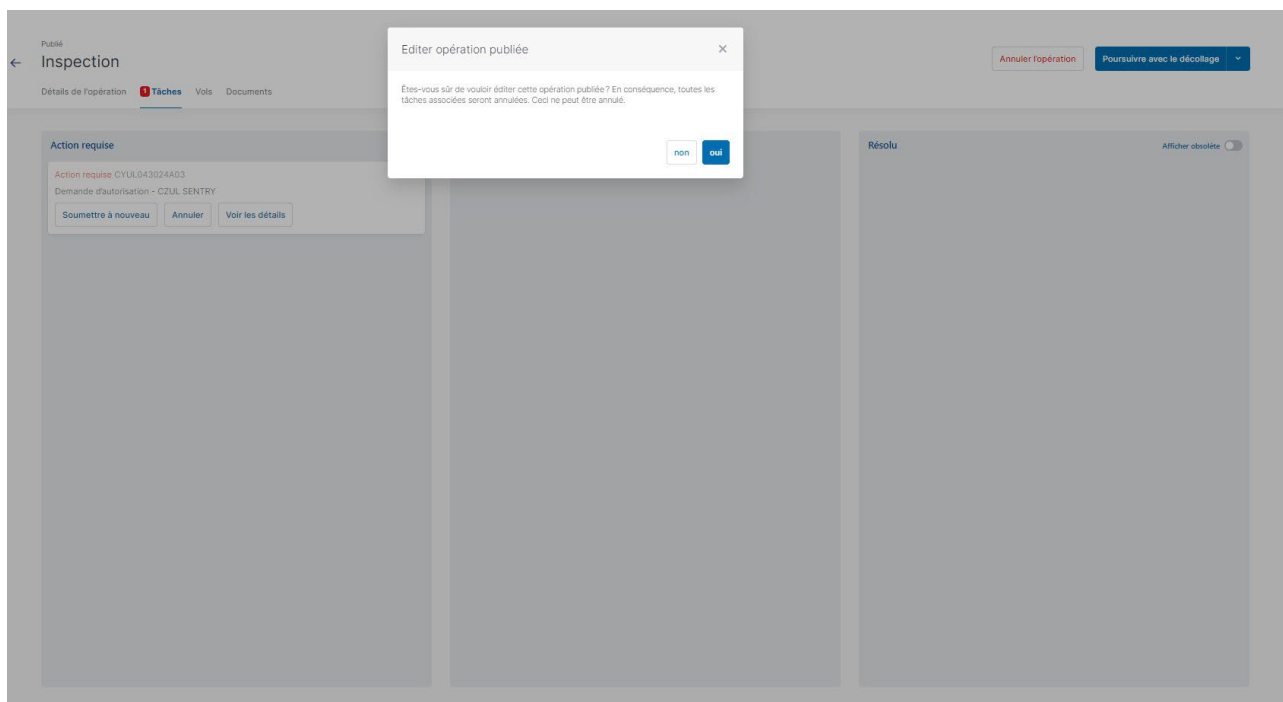 Publié
Inspection
Détails de l'opération 1 Tâches Vols Documents
Annuler l'opération
Poursuivre avec le décollage
Editer opération publiée
Êtes-vous sûr de vouloir éditer cette opération publiée ? En conséquence, toutes les
tâches associées seront annulées. Ceci ne peut être annulé.
non oui
Action requise
Action requise CYUL043024A03
Demande d'autorisation - CZUL SENTRY
Soumettre à nouveau Annuler Voir les détails
Résolu
Afficher obsolète